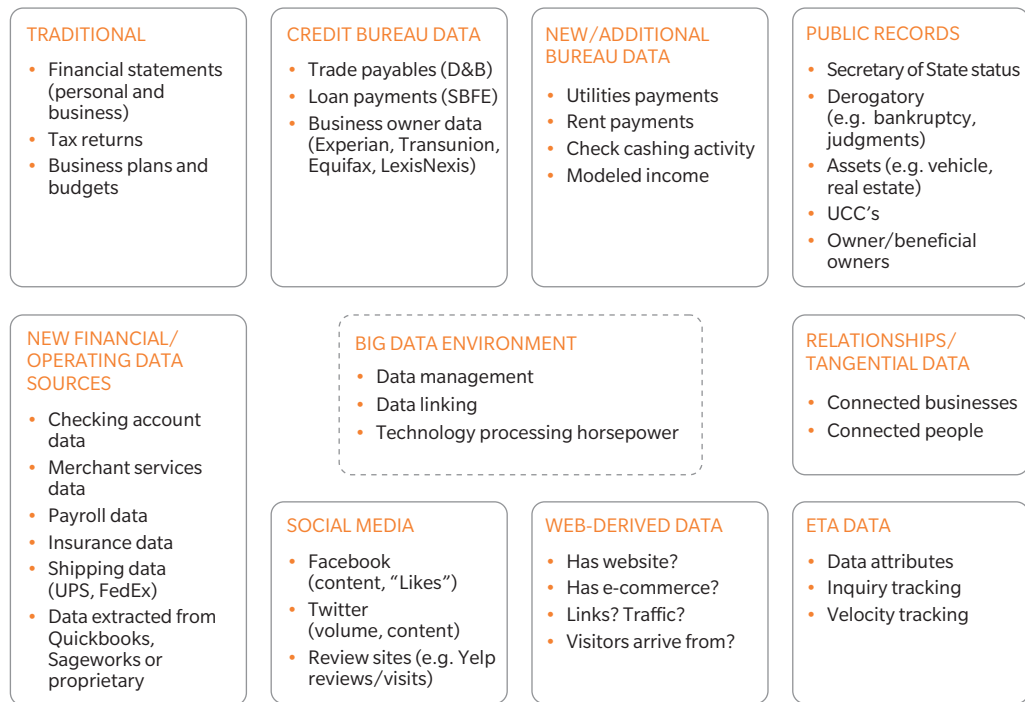 TRADITIONAL
• Financial statements
(personal and
business)
• Tax returns
• Business plans and
budgets
CREDIT BUREAU DATA
• Trade payables (D&B)
• Loan payments (SBFE)
• Business owner data
(Experian, Transunion,
Equifax, LexisNexis)
NEW/ADDITIONAL
BUREAU DATA
• Utilities payments
• Rent payments
• Check cashing activity
• Modeled income
PUBLIC RECORDS
• Secretary of State status
• Derogatory
(e.g. bankruptcy,
judgments)
• Assets (e.g. vehicle,
real estate)
• UCC's
• Owner/beneficial
owners
NEW FINANCIAL/
OPERATING DATA
SOURCES
• Checking account
data
• Merchant services
data
• Payroll data
• Insurance data
• Shipping data
(UPS, FedEx)
• Data extracted from
Quickbooks,
Sageworks or
proprietary
BIG DATA ENVIRONMENT
• Data management
• Data linking
• Technology processing horsepower
RELATIONSHIPS/
TANGENTIAL DATA
• Connected businesses
• Connected people
SOCIAL MEDIA
• Facebook
(content, “Likes”)
• Twitter
(volume, content)
• Review sites (e.g. Yelp
reviews/visits)
WEB-DERIVED DATA
• Has website?
• Has e-commerce?
• Links? Traffic?
• Visitors arrive from?
ETA DATA
• Data attributes
• Inquiry tracking
• Velocity tracking